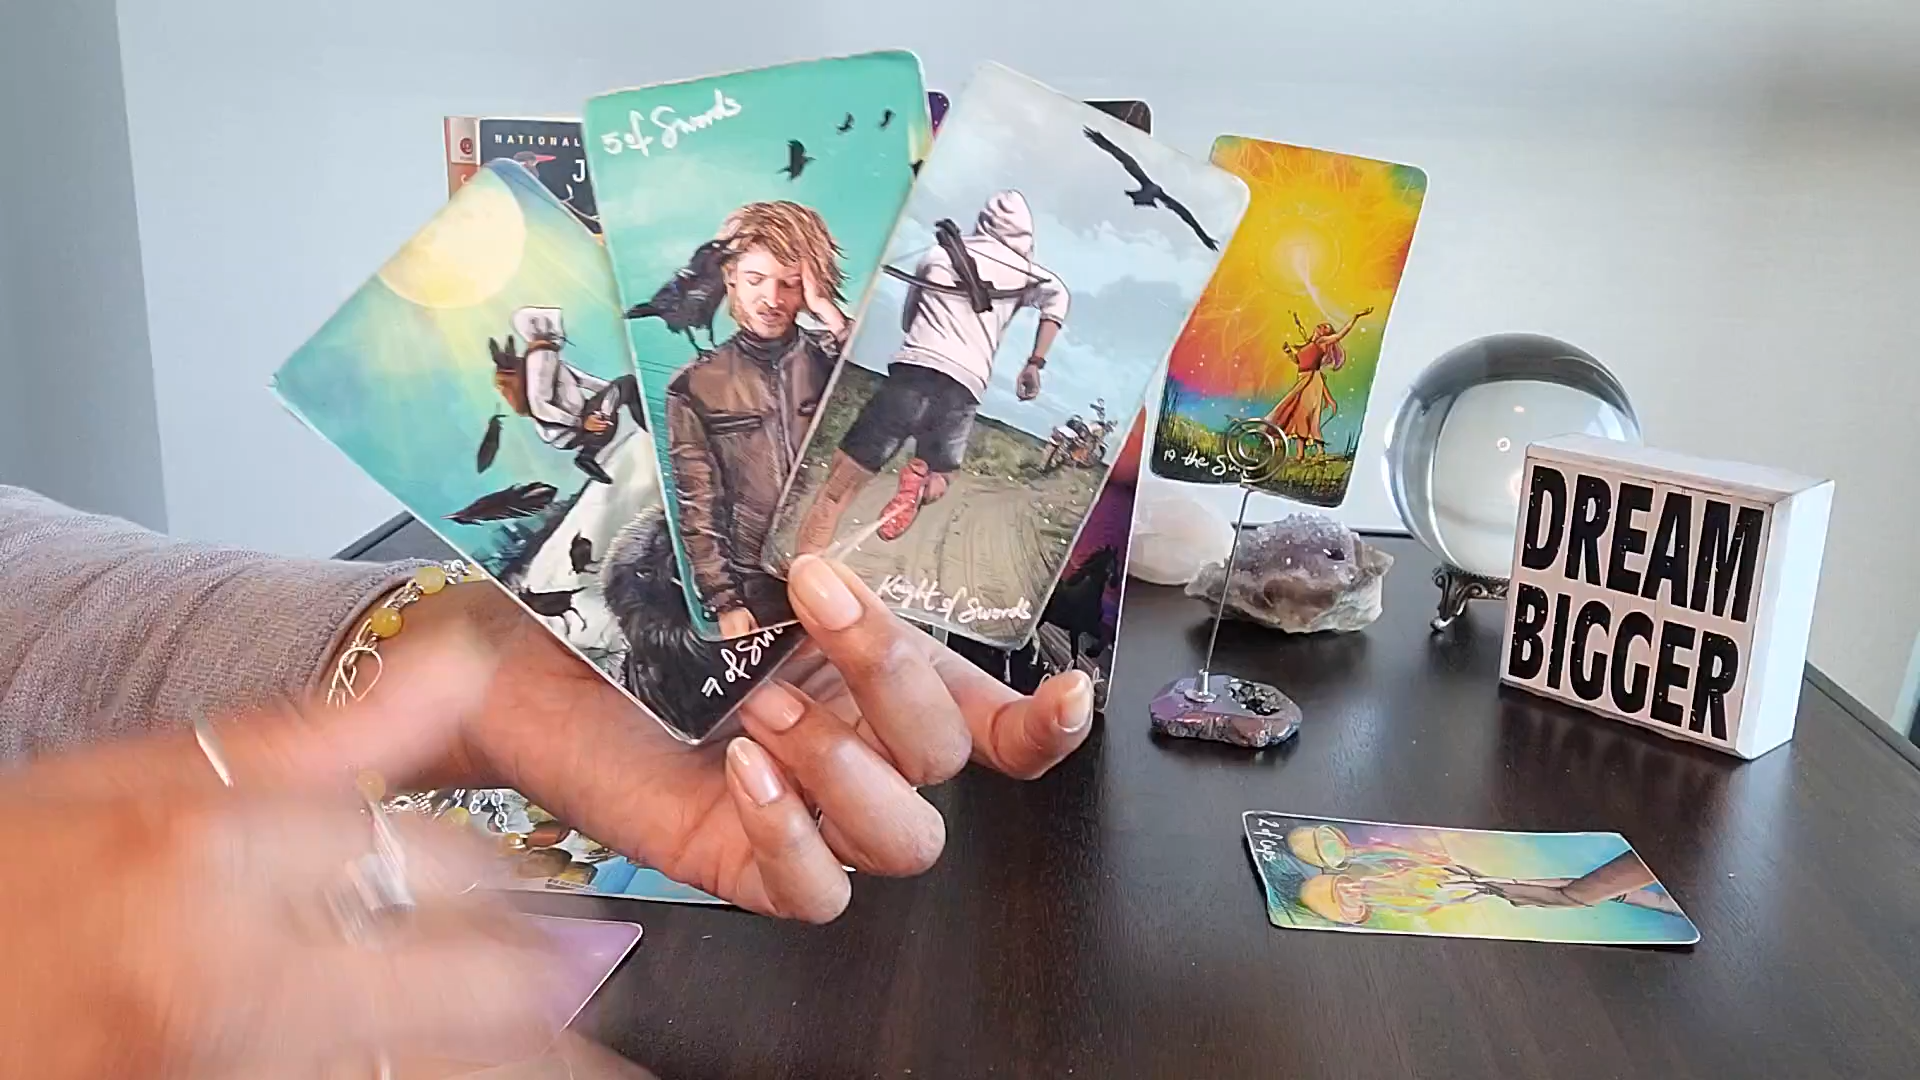 NATIONAL
J
5 of Swords
7 of Sw
Knight of Swords
19 the Sun
DREAM
BIGGER
2 of Cups